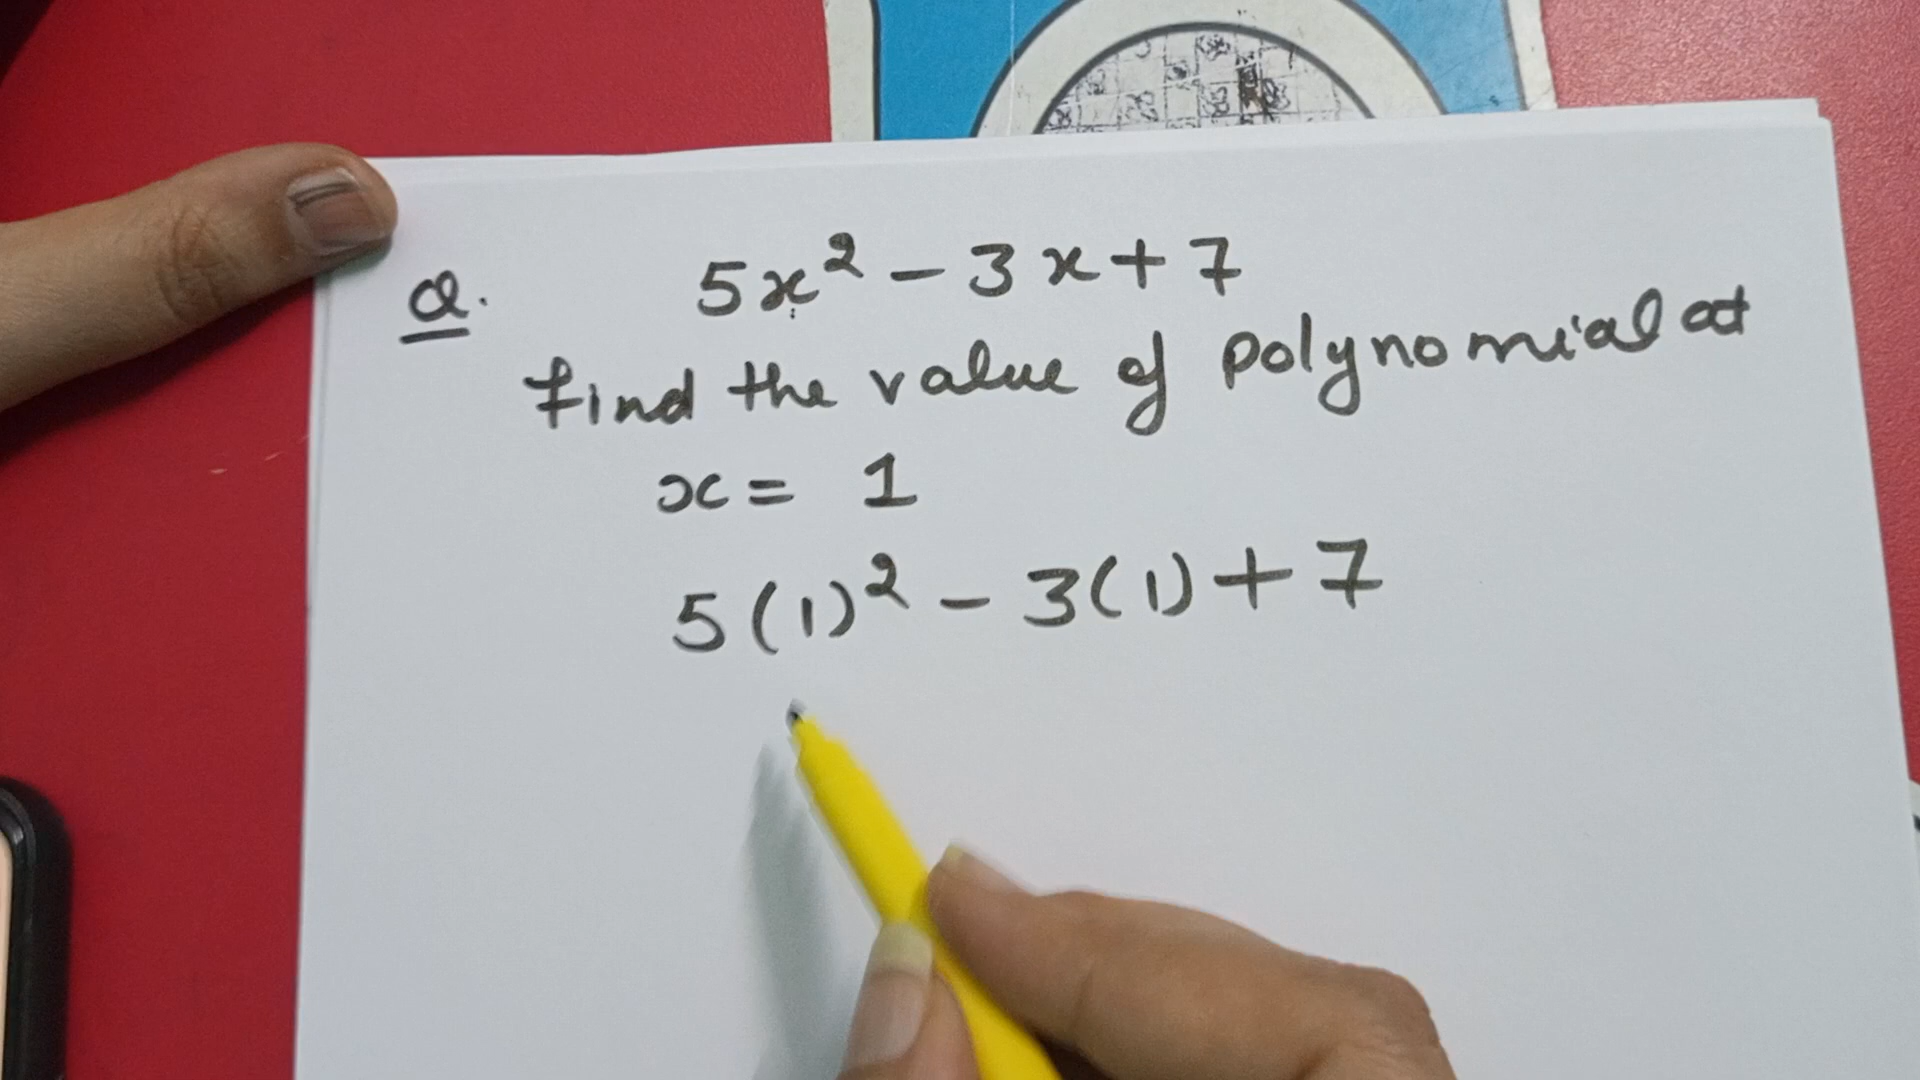 Q. 5x² - 3x + 7
find the value of polynomial at
x = 1
5(1)² - 3(1) + 7